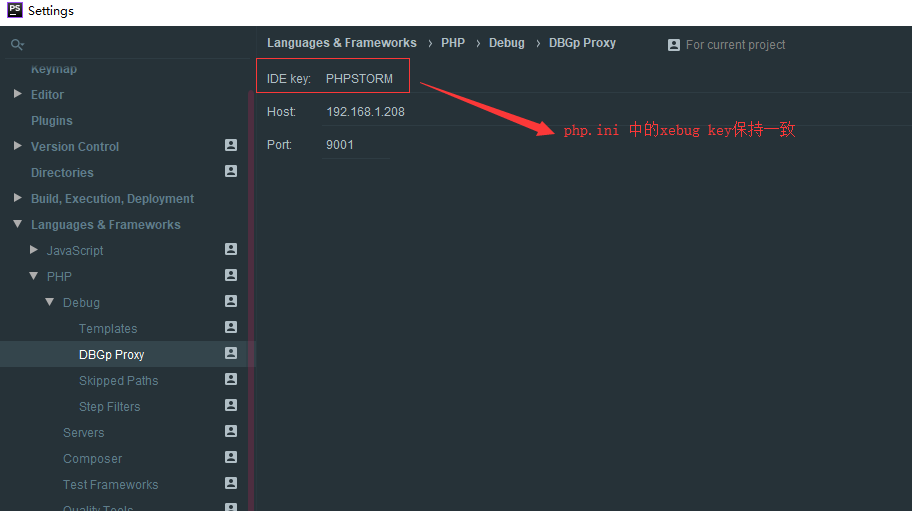 PS Settings
Languages & Frameworks › PHP › Debug › DBGp Proxy For current project
Keymap
Editor
Plugins
Version Control
Directories
Build, Execution, Deployment
Languages & Frameworks
JavaScript
PHP
Debug
Templates
DBGp Proxy
Skipped Paths
Step Filters
Servers
Composer
Test Frameworks
Quality Tools
IDE key: PHPSTORM
Host: 192.168.1.208
Port: 9001
php.ini 中的xebug key保持一致